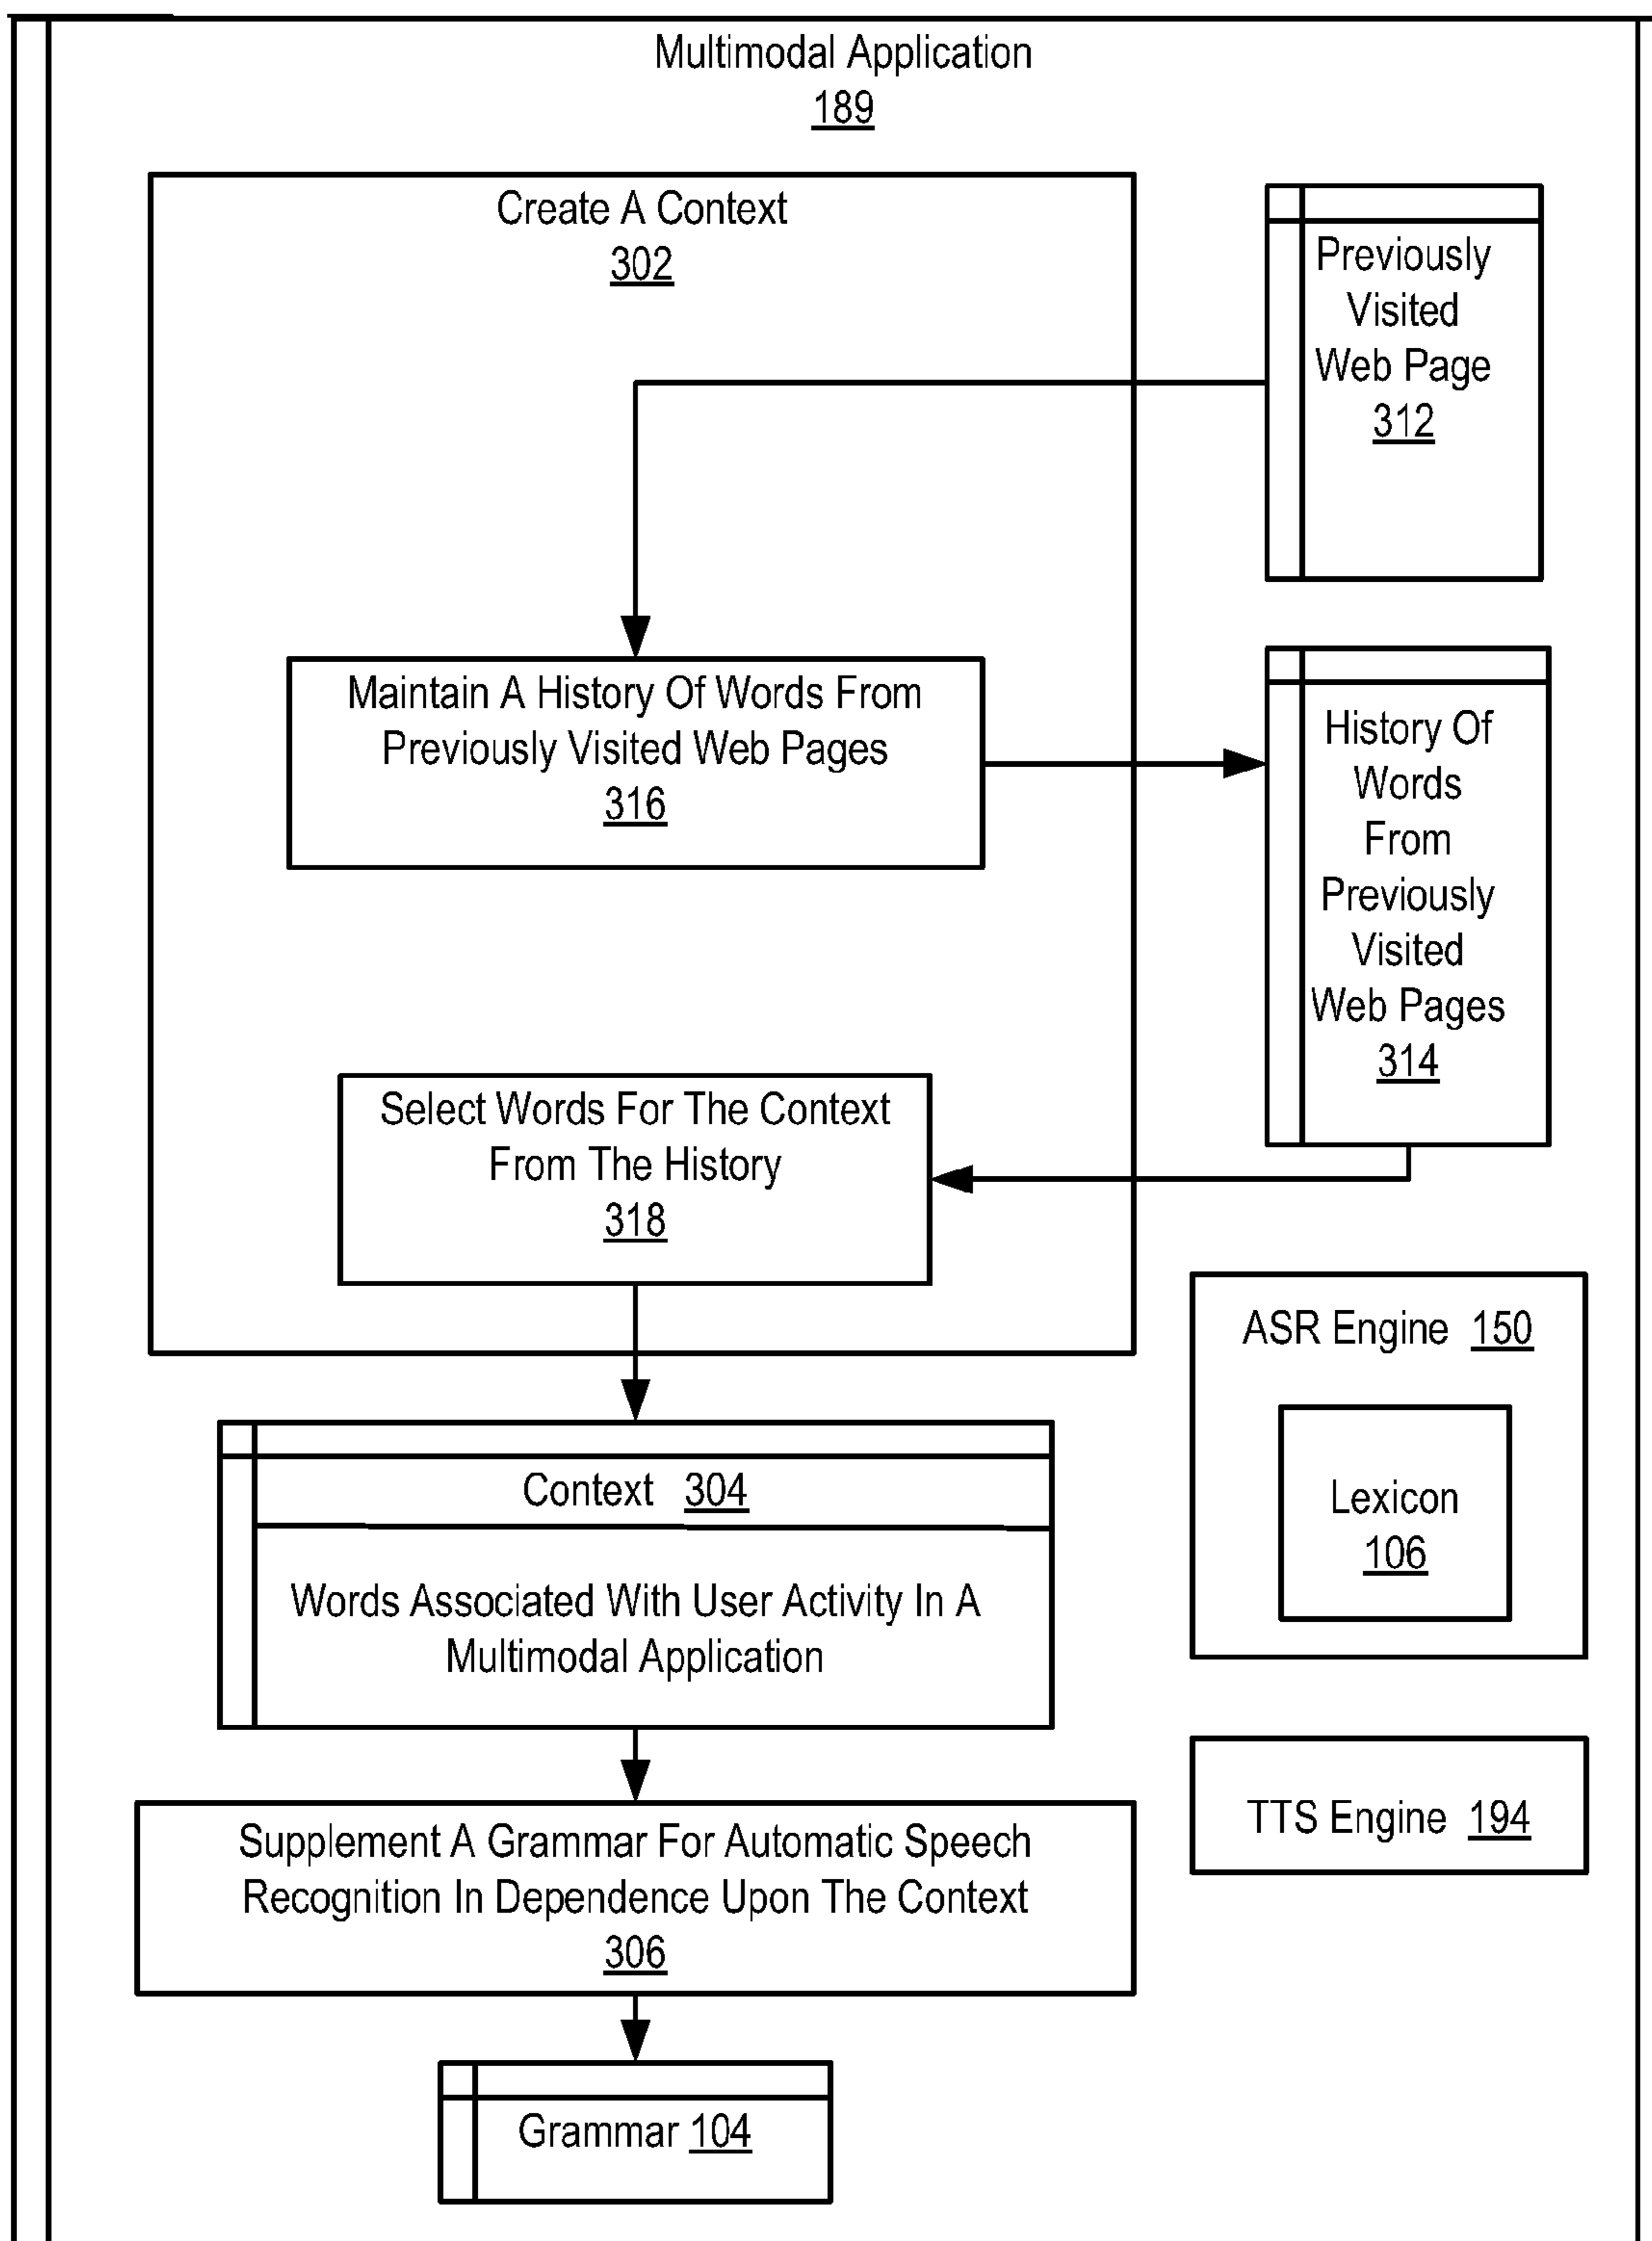 Multimodal Application
189
Create A Context
302
Previously
Visited
Web Page
312
Maintain A History Of Words From
Previously Visited Web Pages
316
History Of
Words
From
Previously
Visited
Web Pages
314
Select Words For The Context
From The History
318
ASR Engine 150
Lexicon
106
Context 304
Words Associated With User Activity In A
Multimodal Application
TTS Engine 194
Supplement A Grammar For Automatic Speech
Recognition In Dependence Upon The Context
306
Grammar 104